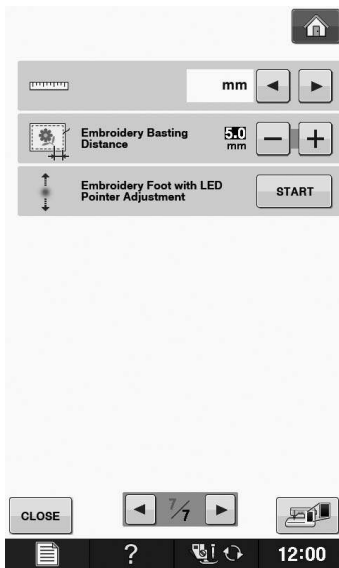 mm
Embroidery Basting
Distance
5.0
mm
− +
Embroidery Foot with LED
Pointer Adjustment
START
CLOSE
7/7
?
12:00